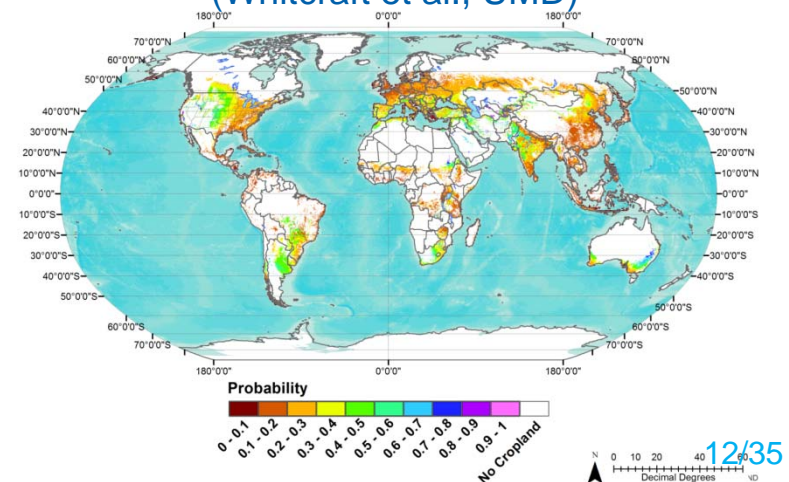 (Whitcraft et all, UMD)
180°0'0" 0°0'0" 180°0'0"
70°0'0"N 70°0'0"N
60°0'0"N 60°0'0"N
50°0'0"N 50°0'0"N
40°0'0"N 40°0'0"N
30°0'0"N 30°0'0"N
20°0'0"N 20°0'0"N
10°0'0"N 10°0'0"N
0°0'0" 0°0'0"
10°0'0"S 10°0'0"S
20°0'0"S 20°0'0"S
30°0'0"S 30°0'0"S
40°0'0"S 40°0'0"S
50°0'0"S 50°0'0"S
60°0'0"S 60°0'0"S
70°0'0"S 70°0'0"S
180°0'0" 0°0'0" 180°0'0"
Probability
0 - 0.1 0.1 - 0.2 0.2 - 0.3 0.3 - 0.4 0.4 - 0.5 0.5 - 0.6 0.6 - 0.7 0.7 - 0.8 0.8 - 0.9 0.9 - 1 No Cropland
N 0 10 20 40 12/35
Decimal Degrees